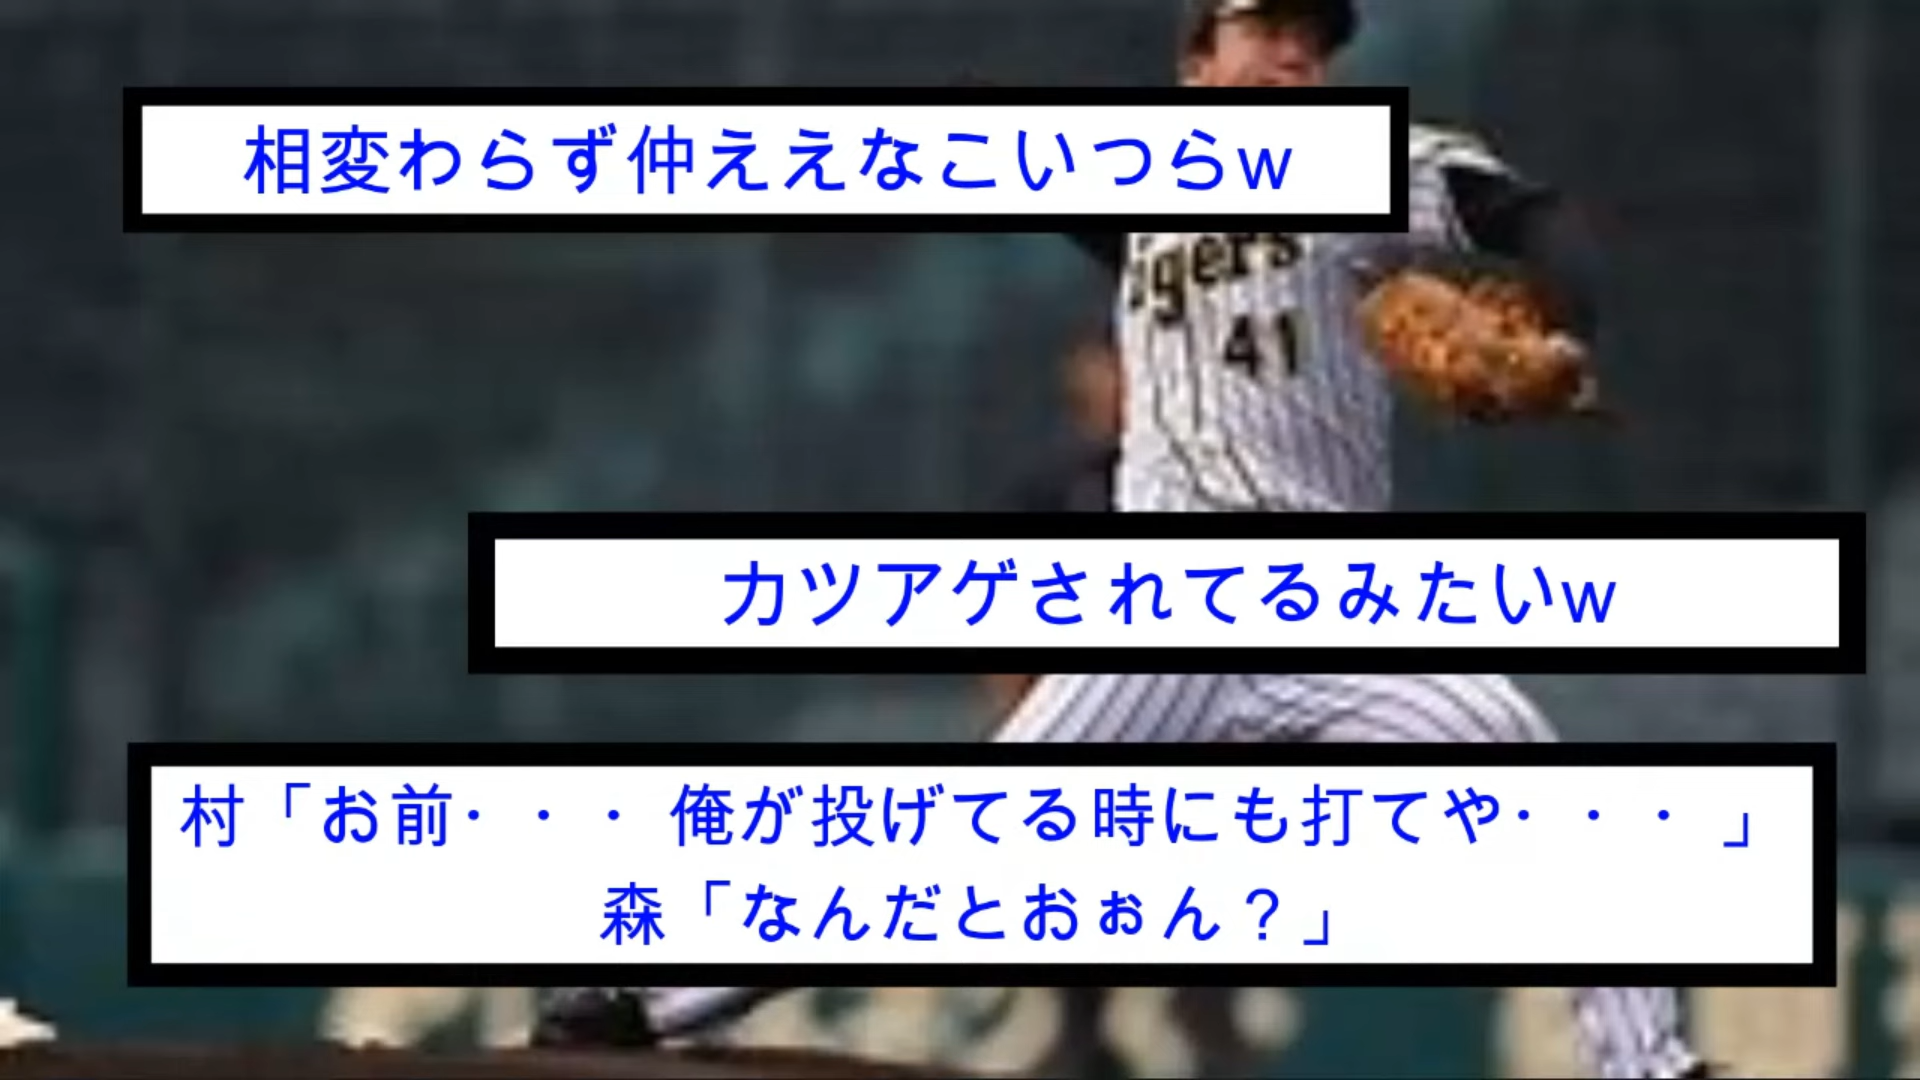 相変わらず仲ええなこいつらw
igers
41
カツアゲされてるみたいw
村「お前・・・ 俺が投げてる時にも打てや・・・ 」
森「なんだとおぉん？」